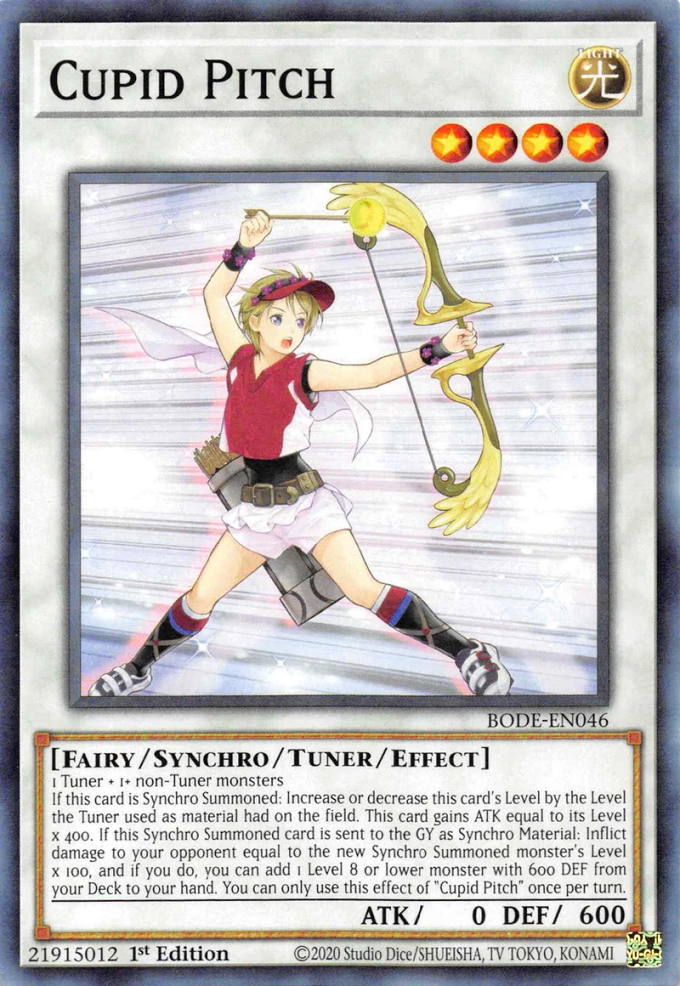 CUPID PITCH
LIGHT
光
BODE-EN046
[FAIRY/SYNCHRO/TUNER/EFFECT]
1 Tuner + 1+ non-Tuner monsters
If this card is Synchro Summoned: Increase or decrease this card's Level by the Level
the Tuner used as material had on the field. This card gains ATK equal to its Level
x 400. If this Synchro Summoned card is sent to the GY as Synchro Material: Inflict
damage to your opponent equal to the new Synchro Summoned monster's Level
x 100, and if you do, you can add 1 Level 8 or lower monster with 600 DEF from
your Deck to your hand. You can only use this effect of "Cupid Pitch" once per turn.
ATK/ 0 DEF/ 600
21915012 1st Edition ©2020 Studio Dice/SHUEISHA, TV TOKYO, KONAMI